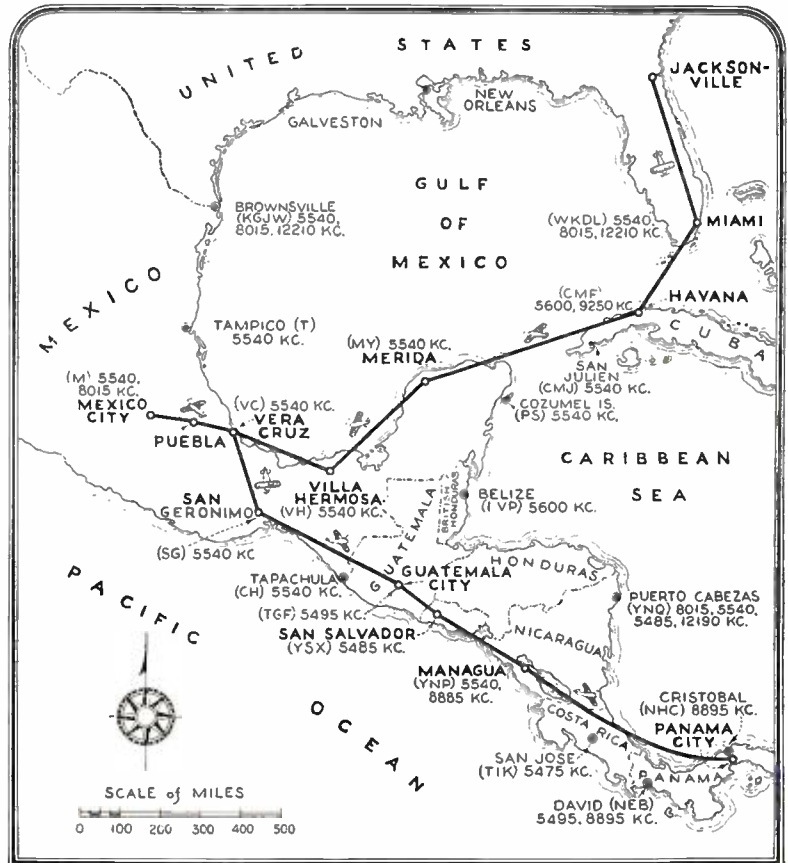 UNITED STATES
JACKSON-
VILLE
NEW
ORLEANS
GALVESTON
GULF
OF
MEXICO
BROWNSVILLE
(KGJW) 5540,
8015, 12210 KC.
(WKDL) 5540,
8015, 12210 KC.
MIAMI
MEXICO
(CMF)
5600, 9250 KC
HAVANA
CUBA
TAMPICO (T)
5540 KC.
(MY) 5540 KC.
MERIDA
SAN
JULIEN
(CMJ) 5540 KC.
COZUMEL IS.
(PS) 5540 KC.
(M) 5540,
8015 KC.
MEXICO
CITY
PUEBLA
(VC) 5540 KC.
VERA
CRUZ
CARIBBEAN
SEA
VILLA
HERMOSA
(VH) 5540 KC.
SAN
GERONIMO
(SG) 5540 KC
BRITISH
HONDURAS
BELIZE
(1 VP) 5600 KC.
GUATEMALA
HONDURAS
TAPACHULA
(CH) 5540 KC.
GUATEMALA
CITY
(TGF) 5495 KC.
SAN SALVADOR
(YSX) 5485 KC.
PUERTO CABEZAS
(YNQ) 8015, 5540,
5485, 12190 KC.
NICARAGUA
MANAGUA
(YNP) 5540,
8885 KC.
PACIFIC
OCEAN
CRISTOBAL
(NHC) 8895 KC.
PANAMA
CITY
COSTA RICA
SAN JOSE
(TIK) 5475 KC.
PANAMA
DAVID (NEB)
5495, 8895 KC.
SCALE of MILES
0 100 200 300 400 500